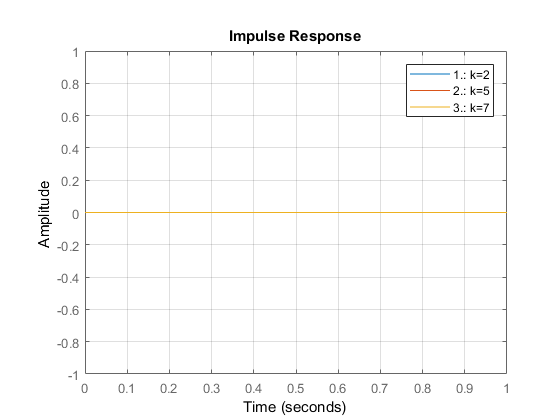 Impulse Response
1
0.8
0.6
0.4
0.2
0
-0.2
-0.4
-0.6
-0.8
-1
Amplitude
1.: k=2
2.: k=5
3.: k=7
0 0.1 0.2 0.3 0.4 0.5 0.6 0.7 0.8 0.9 1
Time (seconds)